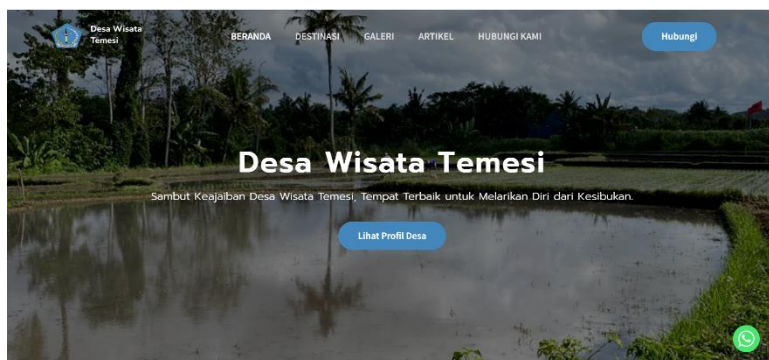 Desa Wisata
Temesi
BERANDA DESTINASI GALERI ARTIKEL HUBUNGI KAMI
Hubungi
Desa Wisata Temesi
Sambut Keajaiban Desa Wisata Temesi, Tempat Terbaik untuk Melarikan Diri dari Kesibukan.
Lihat Profil Desa